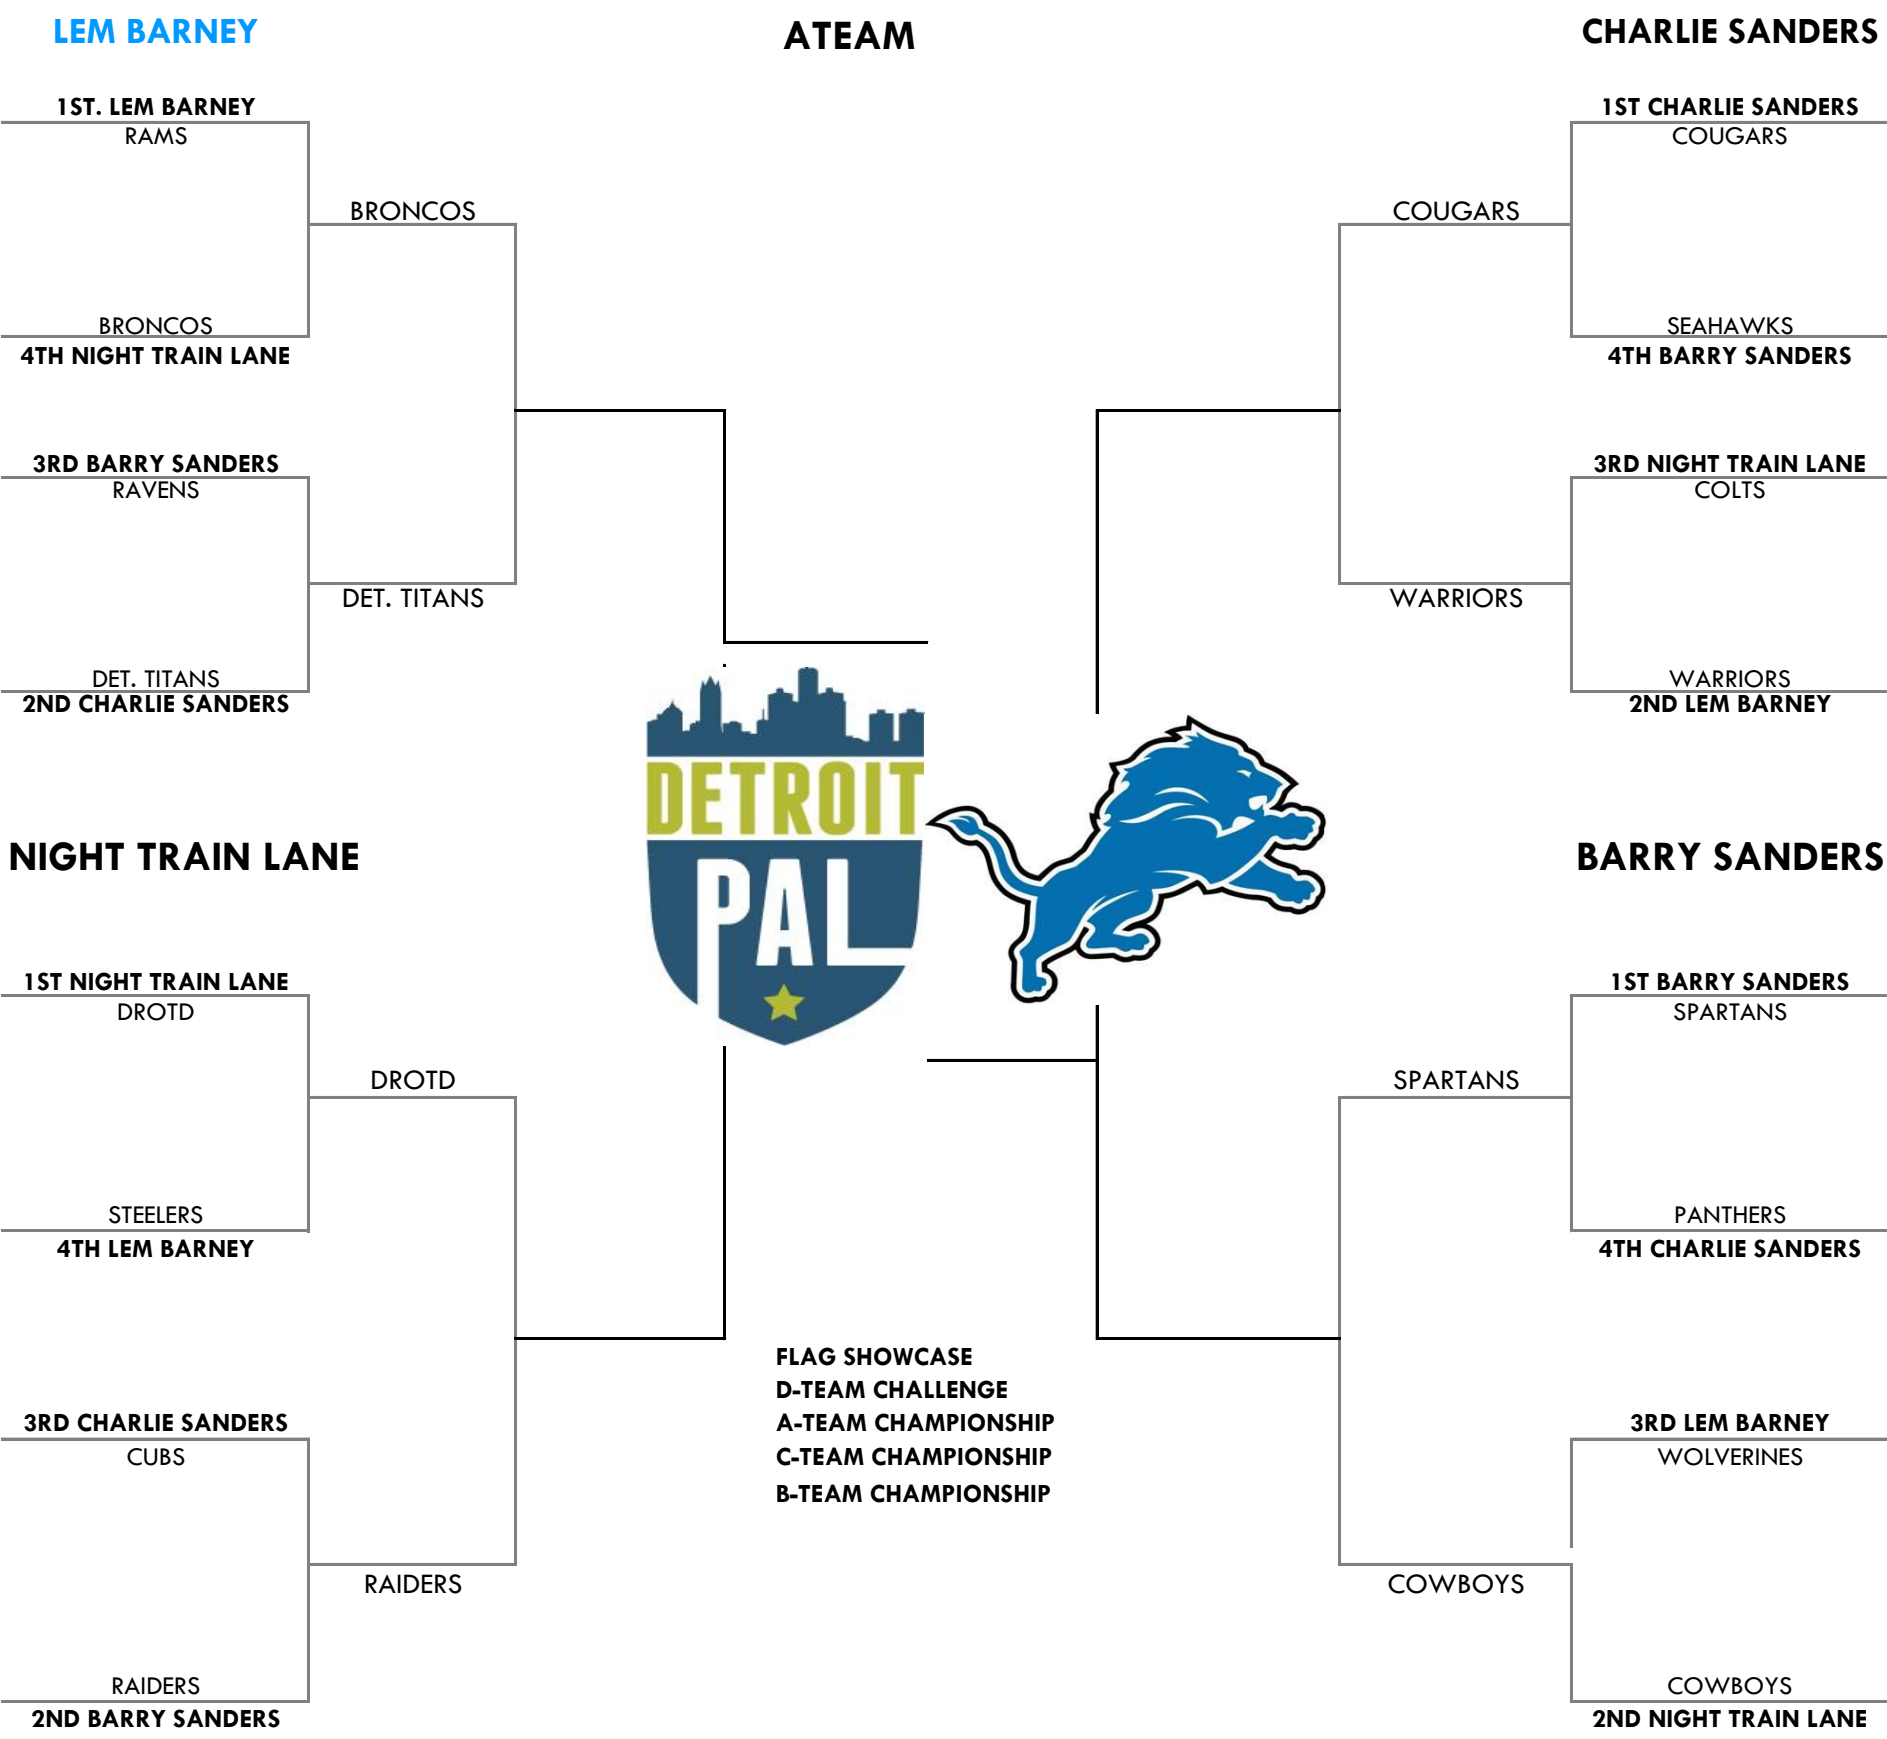 LEM BARNEY
ATEAM
CHARLIE SANDERS
1ST. LEM BARNEY
RAMS
BRONCOS
BRONCOS
4TH NIGHT TRAIN LANE
3RD BARRY SANDERS
RAVENS
DET. TITANS
DET. TITANS
2ND CHARLIE SANDERS
1ST CHARLIE SANDERS
COUGARS
COUGARS
SEAHAWKS
4TH BARRY SANDERS
3RD NIGHT TRAIN LANE
COLTS
WARRIORS
WARRIORS
2ND LEM BARNEY
DETROIT
PAL
NIGHT TRAIN LANE
BARRY SANDERS
1ST NIGHT TRAIN LANE
DROTD
DROTD
STEELERS
4TH LEM BARNEY
3RD CHARLIE SANDERS
CUBS
RAIDERS
RAIDERS
2ND BARRY SANDERS
FLAG SHOWCASE
D-TEAM CHALLENGE
A-TEAM CHAMPIONSHIP
C-TEAM CHAMPIONSHIP
B-TEAM CHAMPIONSHIP
1ST BARRY SANDERS
SPARTANS
SPARTANS
PANTHERS
4TH CHARLIE SANDERS
3RD LEM BARNEY
WOLVERINES
COWBOYS
COWBOYS
2ND NIGHT TRAIN LANE